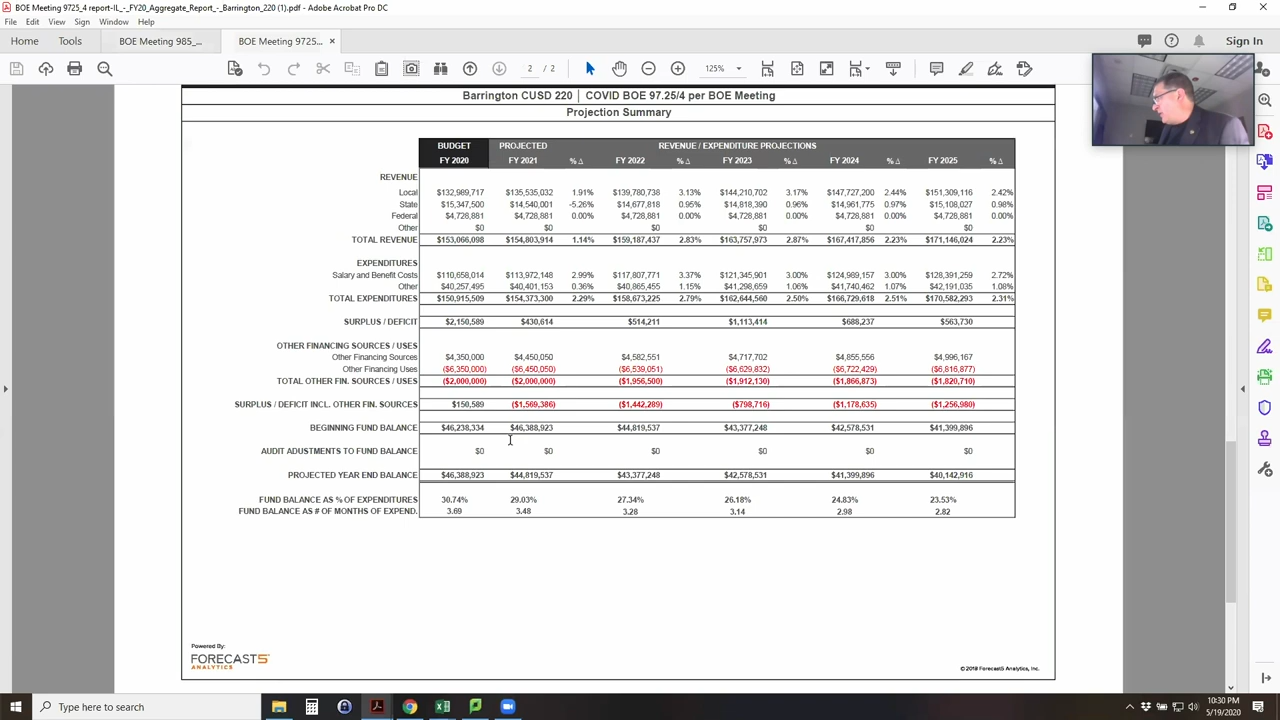 BOE Meeting 9725_4 report-IL_-_FY20_Aggregate_Report_-_Barrington_220 (1).pdf - Adobe Acrobat Pro DC
File Edit View Sign Window Help
Home Tools BOE Meeting 985_... BOE Meeting 9725... × Sign In
2 / 2 125%
Barrington CUSD 220 | COVID BOE 97.25/4 per BOE Meeting
Projection Summary
BUDGET PROJECTED REVENUE / EXPENDITURE PROJECTIONS
FY 2020 FY 2021 % Δ FY 2022 % Δ FY 2023 % Δ FY 2024 % Δ FY 2025 % Δ
REVENUE
Local $132,989,717 $135,535,032 1.91% $139,780,738 3.13% $144,210,702 3.17% $147,727,200 2.44% $151,309,116 2.42%
State $15,347,500 $14,540,001 -5.26% $14,677,818 0.95% $14,818,390 0.96% $14,961,775 0.97% $15,108,027 0.98%
Federal $4,728,881 $4,728,881 0.00% $4,728,881 0.00% $4,728,881 0.00% $4,728,881 0.00% $4,728,881 0.00%
Other $0 $0 $0 $0 $0 $0
TOTAL REVENUE $153,066,098 $154,803,914 1.14% $159,187,437 2.83% $163,757,973 2.87% $167,417,856 2.23% $171,146,024 2.23%
EXPENDITURES
Salary and Benefit Costs $110,658,014 $113,972,148 2.99% $117,807,771 3.37% $121,345,901 3.00% $124,989,157 3.00% $128,391,259 2.72%
Other $40,257,495 $40,401,153 0.36% $40,865,455 1.15% $41,298,659 1.06% $41,740,462 1.07% $42,191,035 1.08%
TOTAL EXPENDITURES $150,915,509 $154,373,300 2.29% $158,673,225 2.79% $162,644,560 2.50% $166,729,618 2.51% $170,582,293 2.31%
SURPLUS / DEFICIT $2,150,589 $430,614 $514,211 $1,113,414 $688,237 $563,730
OTHER FINANCING SOURCES / USES
Other Financing Sources $4,350,000 $4,450,050 $4,582,551 $4,717,702 $4,855,556 $4,996,167
Other Financing Uses ($6,350,000) ($6,450,050) ($6,539,051) ($6,629,832) ($6,722,429) ($6,816,877)
TOTAL OTHER FIN. SOURCES / USES ($2,000,000) ($2,000,000) ($1,956,500) ($1,912,130) ($1,866,873) ($1,820,710)
SURPLUS / DEFICIT INCL. OTHER FIN. SOURCES $150,589 ($1,569,386) ($1,442,289) ($798,716) ($1,178,635) ($1,256,980)
BEGINNING FUND BALANCE $46,238,334 $46,388,923 $44,819,537 $43,377,248 $42,578,531 $41,399,896
AUDIT ADUSTMENTS TO FUND BALANCE $0 $0 $0 $0 $0 $0
PROJECTED YEAR END BALANCE $46,388,923 $44,819,537 $43,377,248 $42,578,531 $41,399,896 $40,142,916
FUND BALANCE AS % OF EXPENDITURES 30.74% 29.03% 27.34% 26.18% 24.83% 23.53%
FUND BALANCE AS # OF MONTHS OF EXPEND. 3.69 3.48 3.28 3.14 2.98 2.82
Powered By:
FORECAST5
ANALYTICS
© 2018 Forecast5 Analytics, Inc.
Type here to search
10:30 PM
5/19/2020